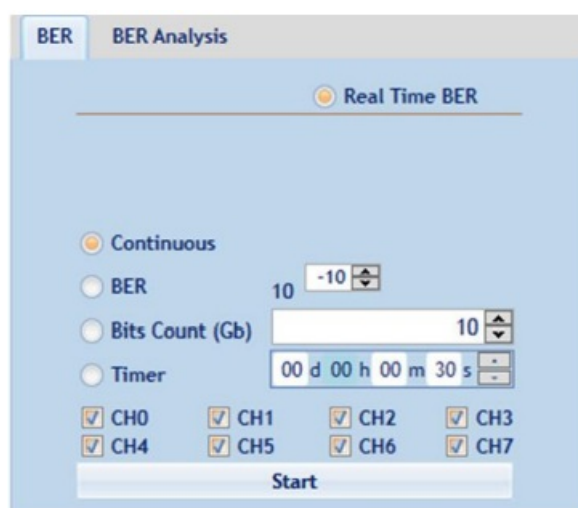 BER BER Analysis
Real Time BER
Continuous
BER 10 -10
Bits Count (Gb) 10
Timer 00 d 00 h 00 m 30 s
CH0 CH1 CH2 CH3
CH4 CH5 CH6 CH7
Start